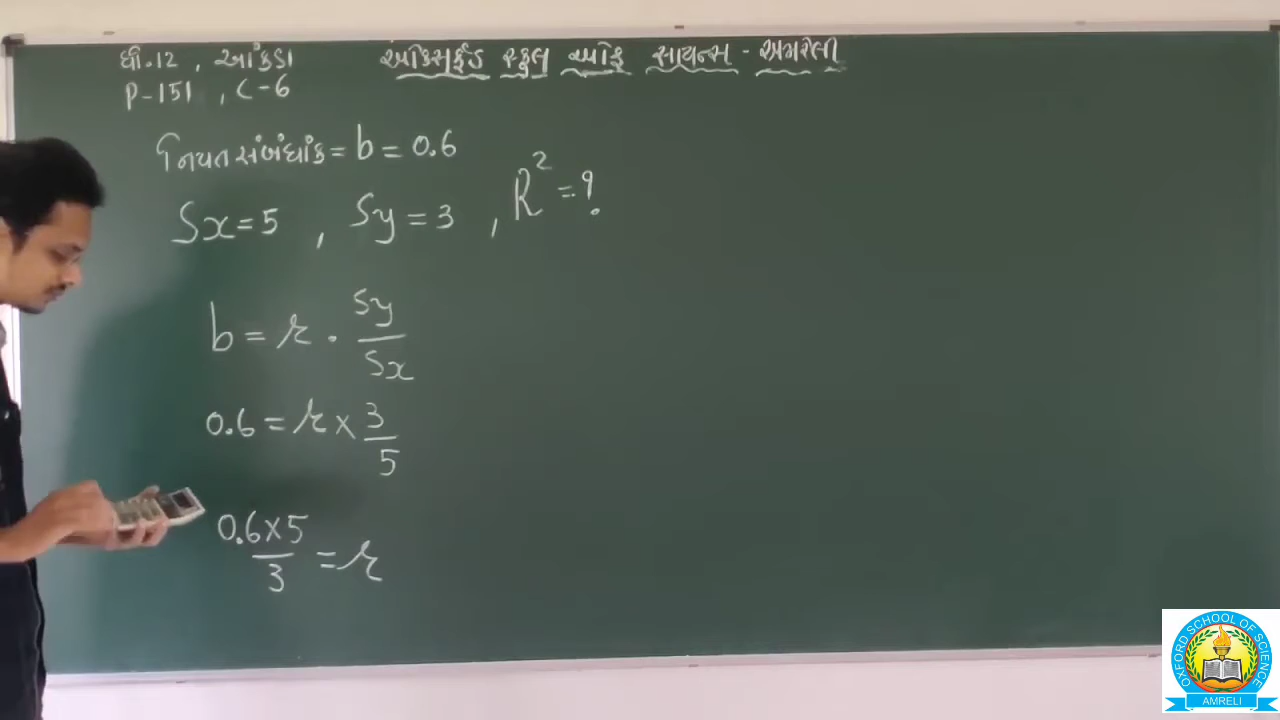 ધો.12 , આંકડા
ઓક્સફર્ડ સ્કુલ ઓફ સાયન્સ - અમરેલી
P-151 , C-6
નિયતસંબંધાંક = b = 0.6
Sx = 5 , Sy = 3 , R² = ?
b = r . Sy/Sx
0.6 = r × 3/5
0.6×5/3 = r
OXFORD SCHOOL OF SCIENCE
AMRELI